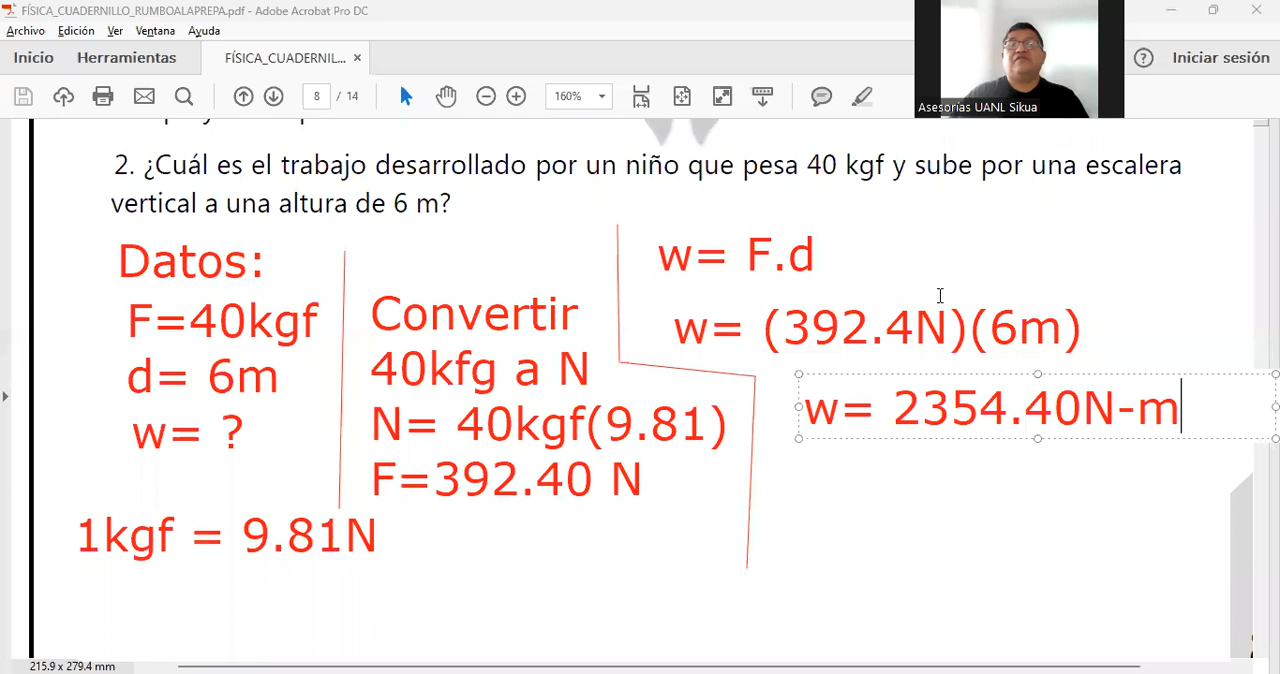 FÍSICA_CUADERNILLO_RUMBOALAPREPA.pdf - Adobe Acrobat Pro DC
Archivo Edición Ver Ventana Ayuda
Inicio Herramientas FÍSICA_CUADERNIL... × Iniciar sesión
8 / 14 160%
Asesorías UANL Sikua
2. ¿Cuál es el trabajo desarrollado por un niño que pesa 40 kgf y sube por una escalera
vertical a una altura de 6 m?
Datos:
F=40kgf
d= 6m
w= ?
1kgf = 9.81N
Convertir
40kfg a N
N= 40kgf(9.81)
F=392.40 N
w= F.d
w= (392.4N)(6m)
w= 2354.40N-m
215.9 x 279.4 mm